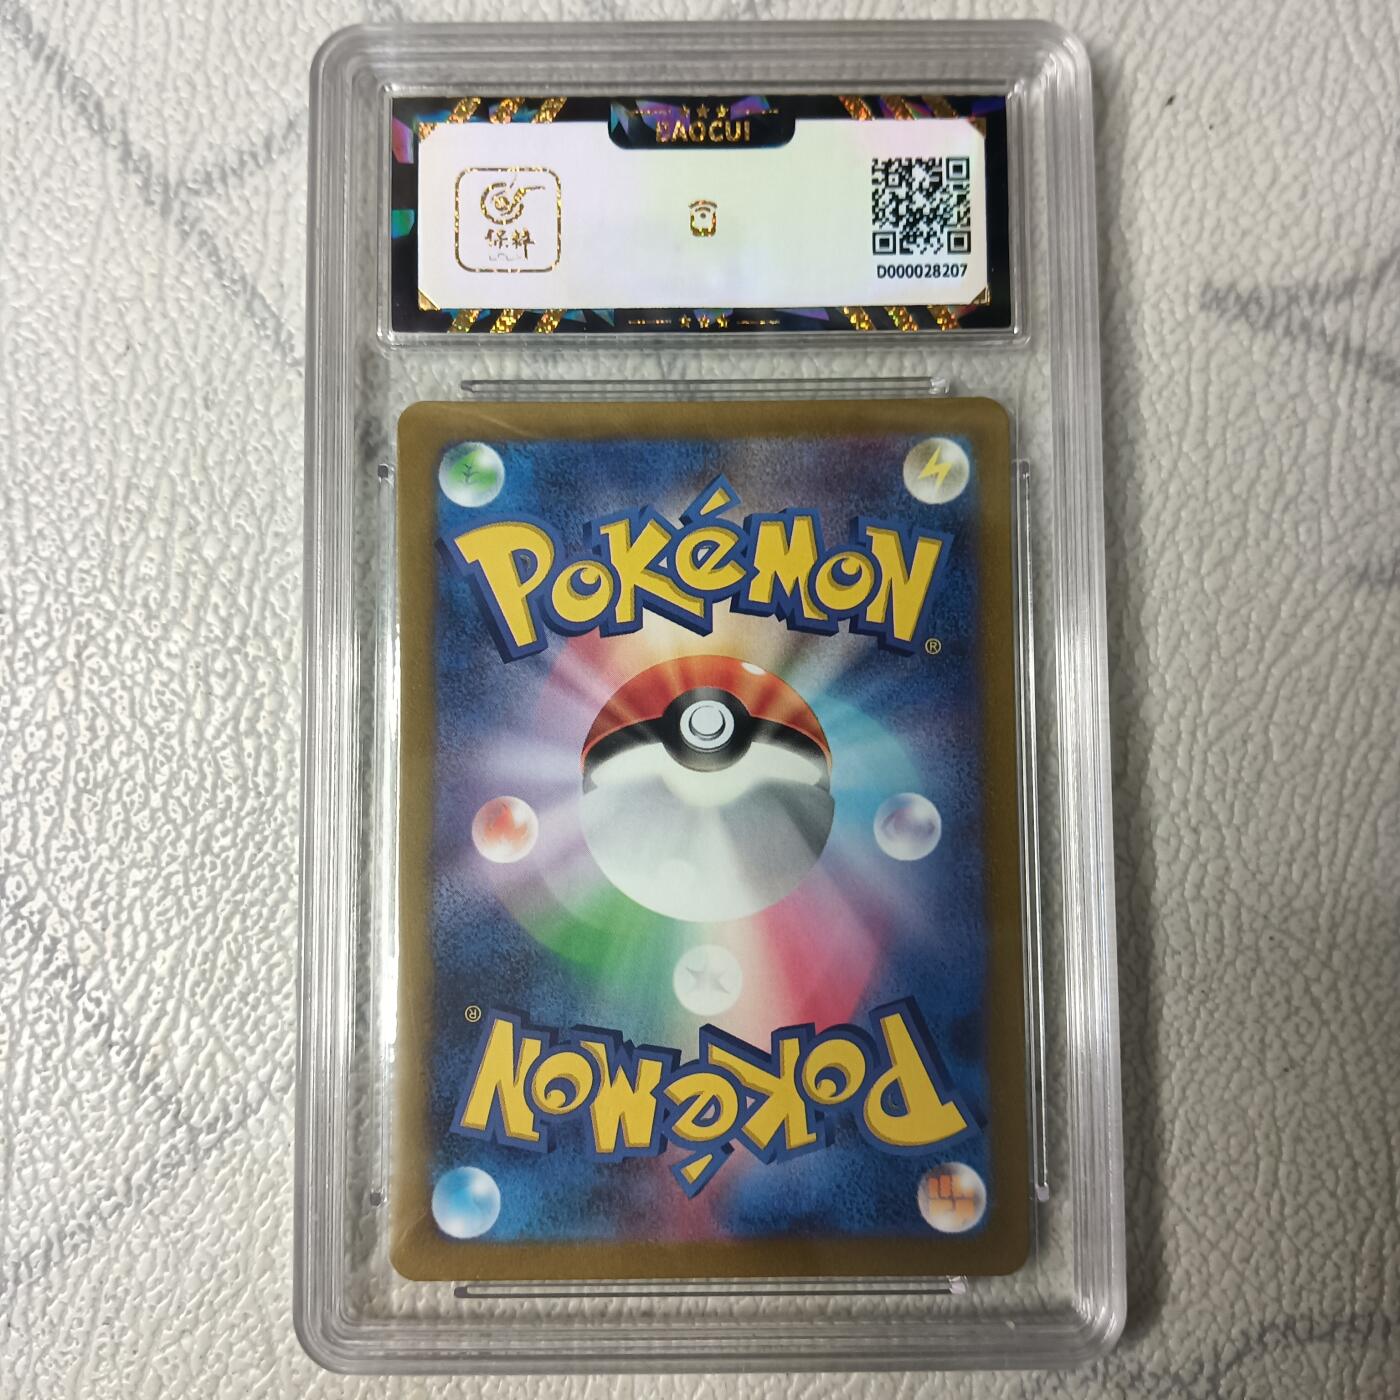 BAOCUI
保粹
D000028207
POKéMON
®
®
POKéMON